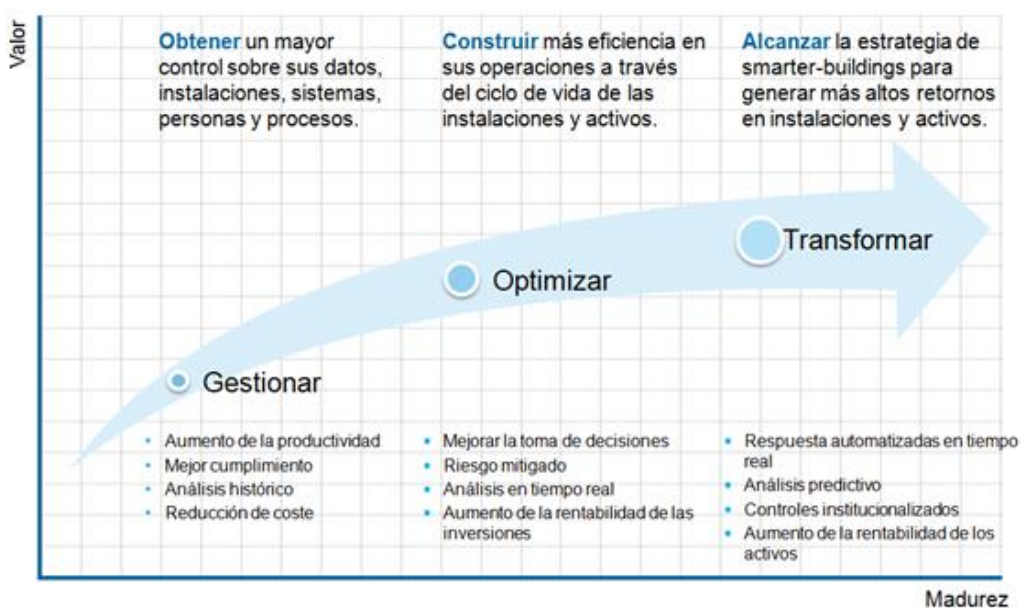 Valor
Obtener un mayor
control sobre sus datos,
instalaciones, sistemas,
personas y procesos.
Construir más eficiencia en
sus operaciones a través
del ciclo de vida de las
instalaciones y activos.
Alcanzar la estrategia de
smarter-buildings para
generar más altos retornos
en instalaciones y activos.
Transformar
Optimizar
Gestionar
• Aumento de la productividad
• Mejor cumplimiento
• Análisis histórico
• Reducción de coste
• Mejorar la toma de decisiones
• Riesgo mitigado
• Análisis en tiempo real
• Aumento de la rentabilidad de las
inversiones
• Respuesta automatizadas en tiempo
real
• Análisis predictivo
• Controles institucionalizados
• Aumento de la rentabilidad de los
activos
Madurez